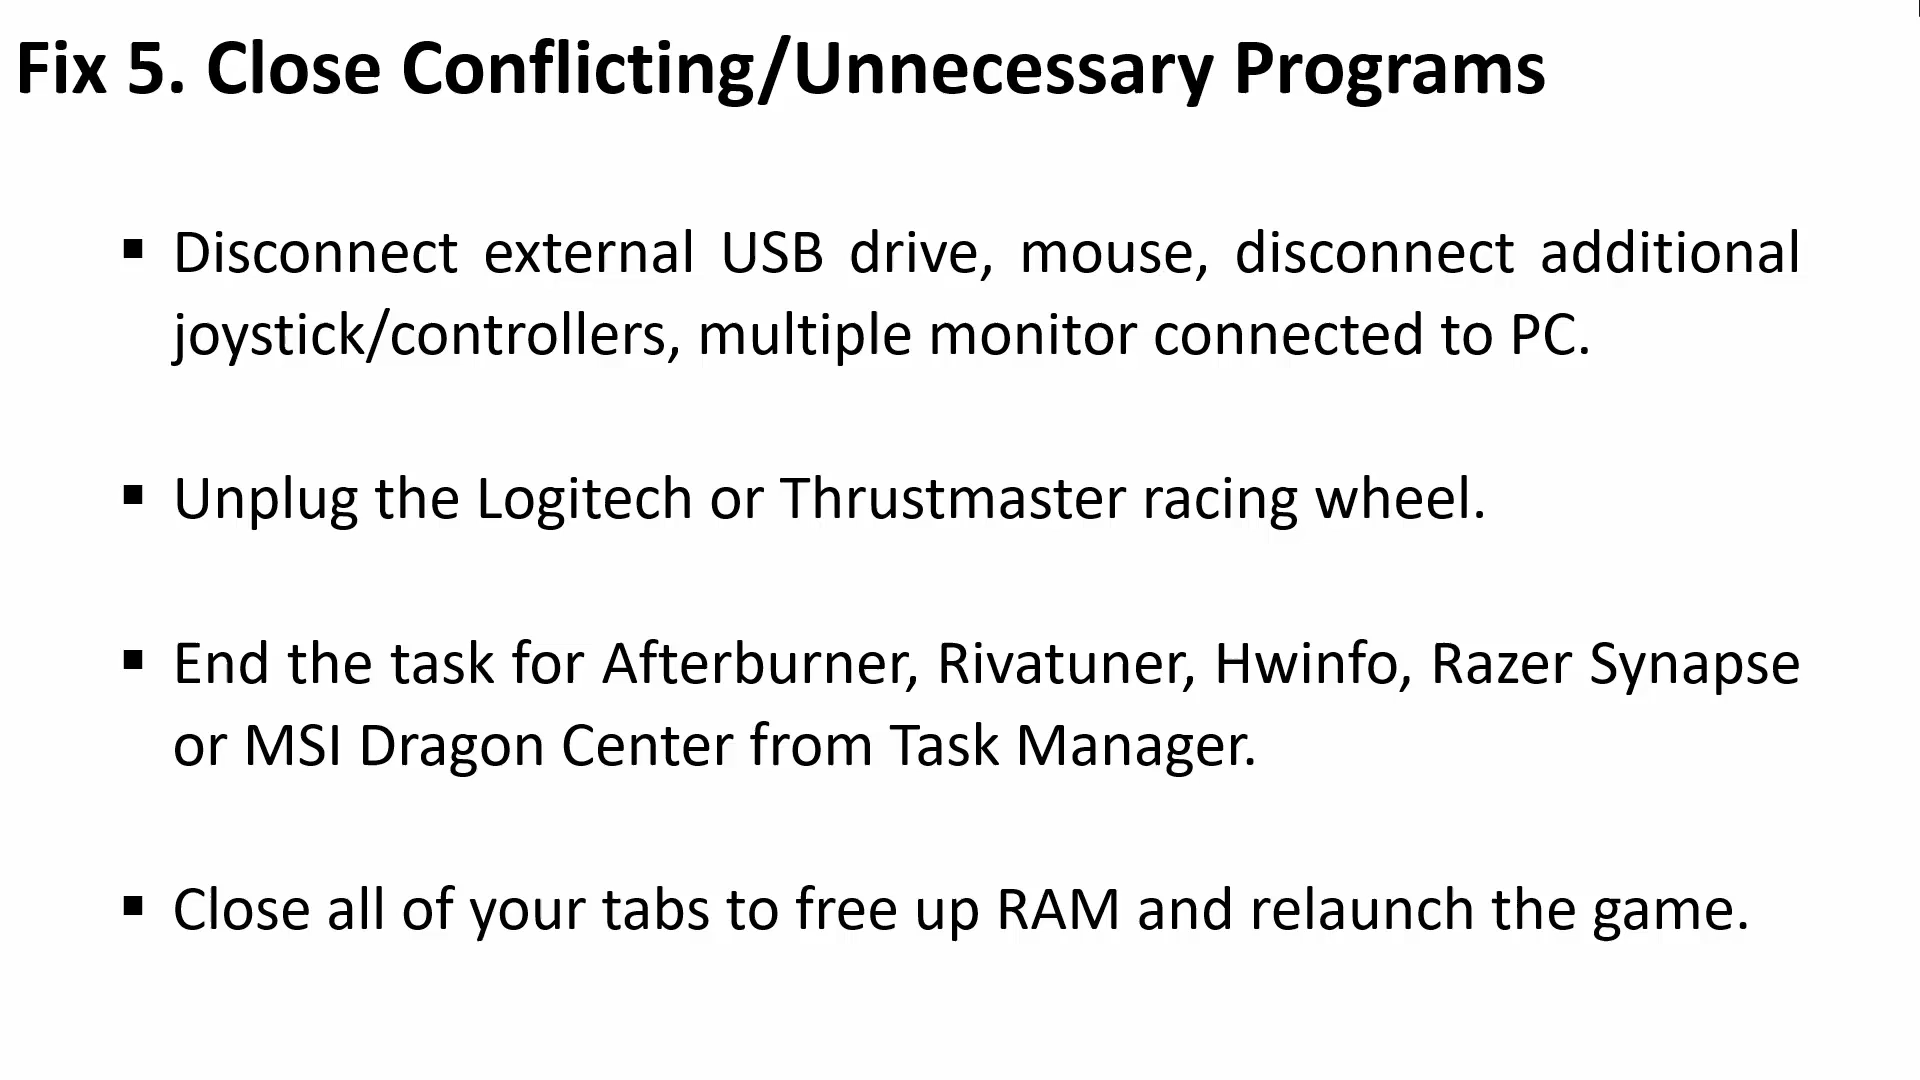 Fix 5. Close Conflicting/Unnecessary Programs
▪ Disconnect external USB drive, mouse, disconnect additional
joystick/controllers, multiple monitor connected to PC.
▪ Unplug the Logitech or Thrustmaster racing wheel.
▪ End the task for Afterburner, Rivatuner, Hwinfo, Razer Synapse
or MSI Dragon Center from Task Manager.
▪ Close all of your tabs to free up RAM and relaunch the game.